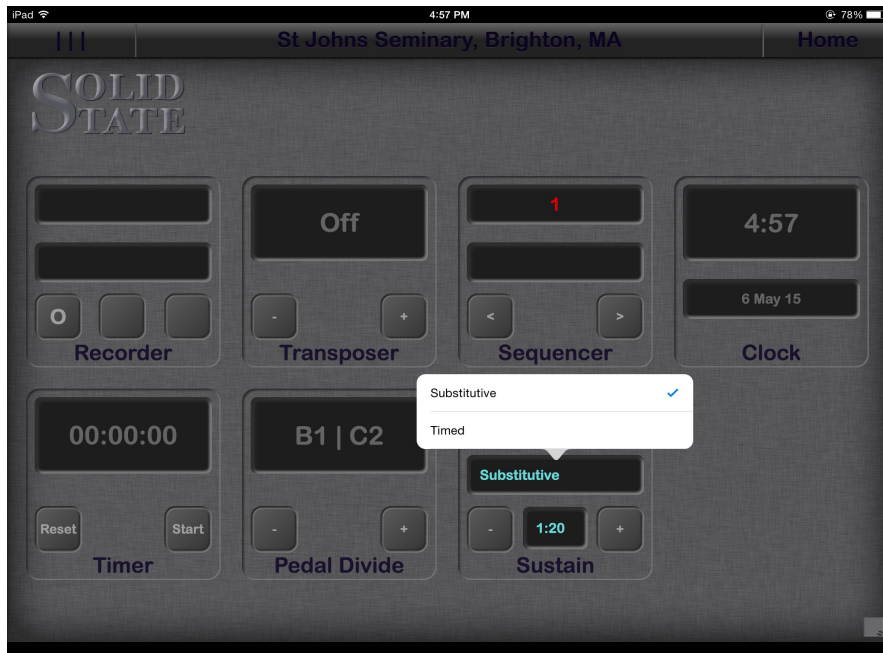 iPad
4:57 PM
78%
|||
St Johns Seminary, Brighton, MA
Home
SOLID
STATE
Off
1
4:57
6 May 15
O
-
+
<
>
Recorder
Transposer
Sequencer
Clock
Substitutive
Timed
00:00:00
B1 | C2
Substitutive
Reset
Start
-
+
-
1:20
+
Timer
Pedal Divide
Sustain